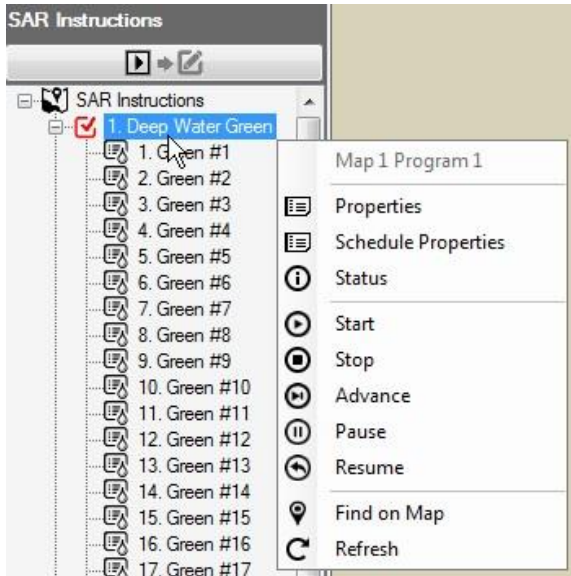 SAR Instructions
SAR Instructions
1. Deep Water Green
1. Green #1
2. Green #2
3. Green #3
4. Green #4
5. Green #5
6. Green #6
7. Green #7
8. Green #8
9. Green #9
10. Green #10
11. Green #11
12. Green #12
13. Green #13
14. Green #14
15. Green #15
16. Green #16
17. Green #17
Map 1 Program 1
Properties
Schedule Properties
Status
Start
Stop
Advance
Pause
Resume
Find on Map
Refresh